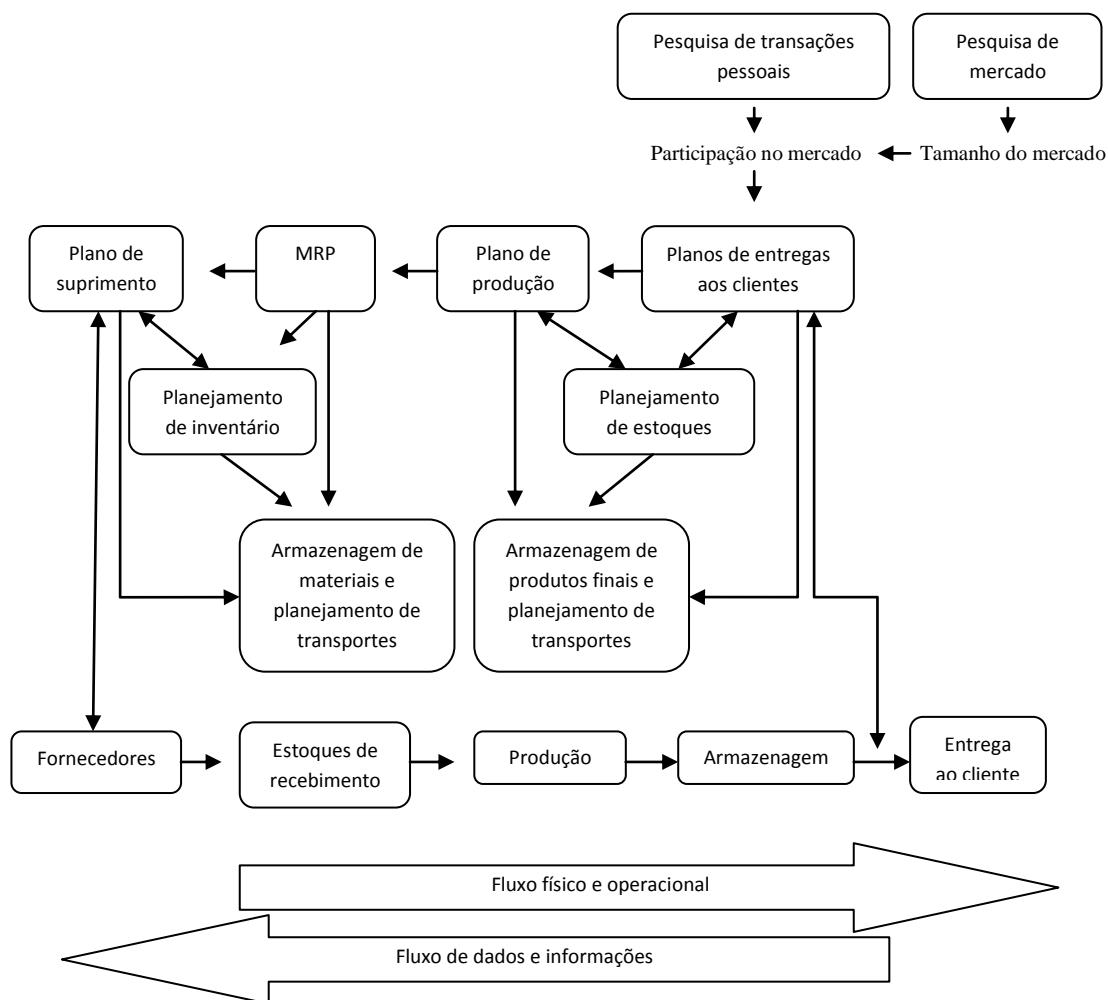 Pesquisa de transações
pessoais
Pesquisa de
mercado
Participação no mercado
Tamanho do mercado
Plano de
suprimento
MRP
Plano de
produção
Planos de entregas
aos clientes
Planejamento
de inventário
Planejamento
de estoques
Armazenagem de
materiais e
planejamento de
transportes
Armazenagem de
produtos finais e
planejamento de
transportes
Fornecedores
Estoques de
recebimento
Produção
Armazenagem
Entrega
ao cliente
Fluxo físico e operacional
Fluxo de dados e informações